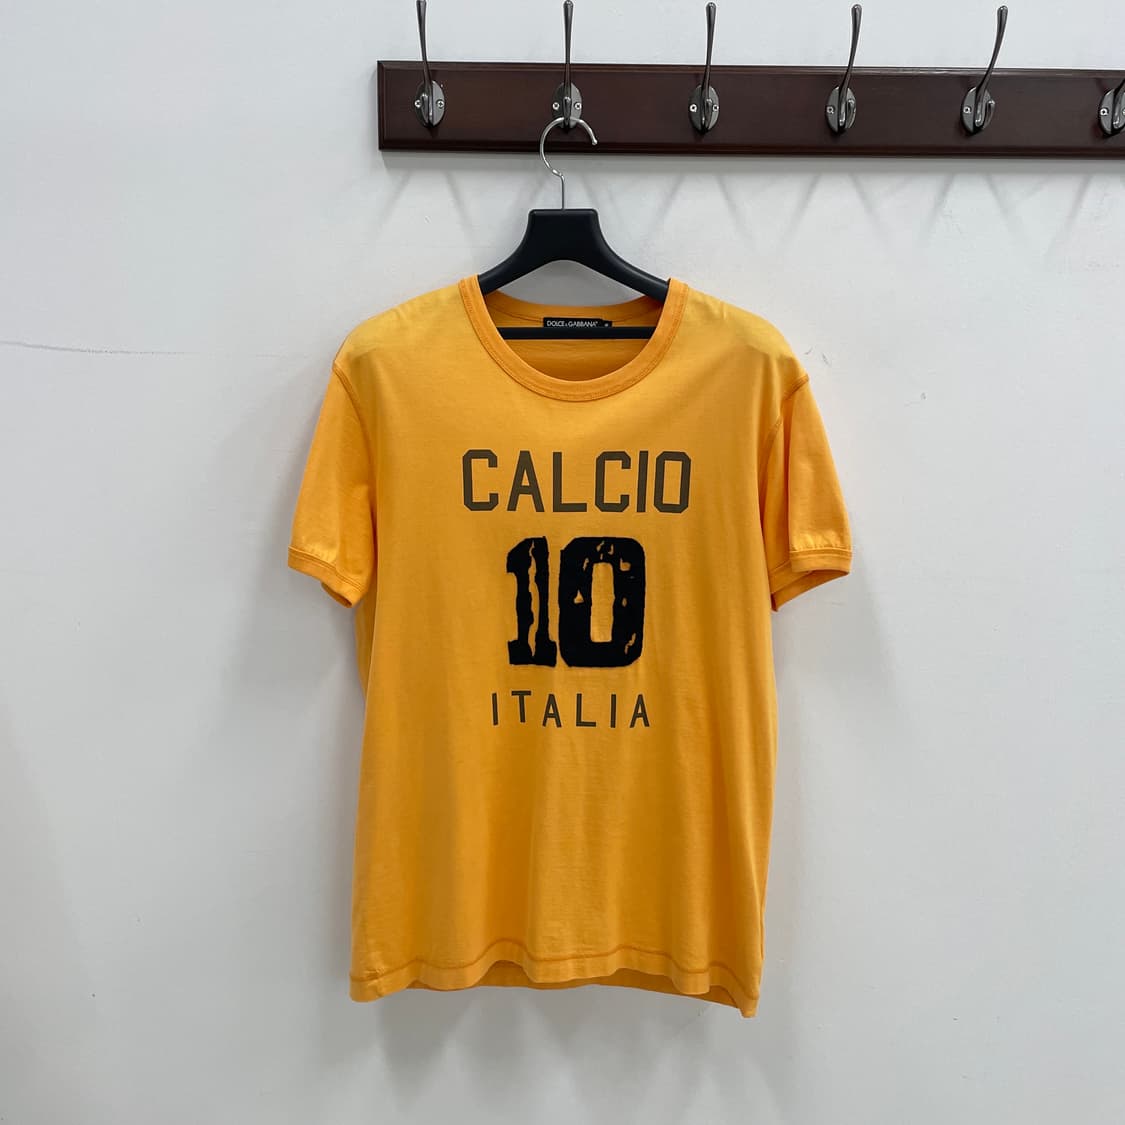 DOLCE & GABBANA
CALCIO
10
ITALIA